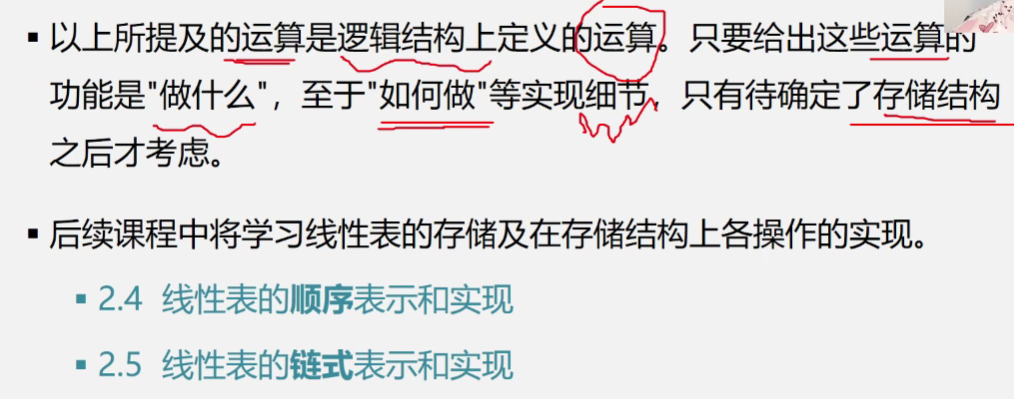 ▪ 以上所提及的运算是逻辑结构上定义的运算。只要给出这些运算的
功能是"做什么"，至于"如何做"等实现细节，只有待确定了存储结构
之后才考虑。
▪ 后续课程中将学习线性表的存储及在存储结构上各操作的实现。
▪ 2.4 线性表的顺序表示和实现
▪ 2.5 线性表的链式表示和实现